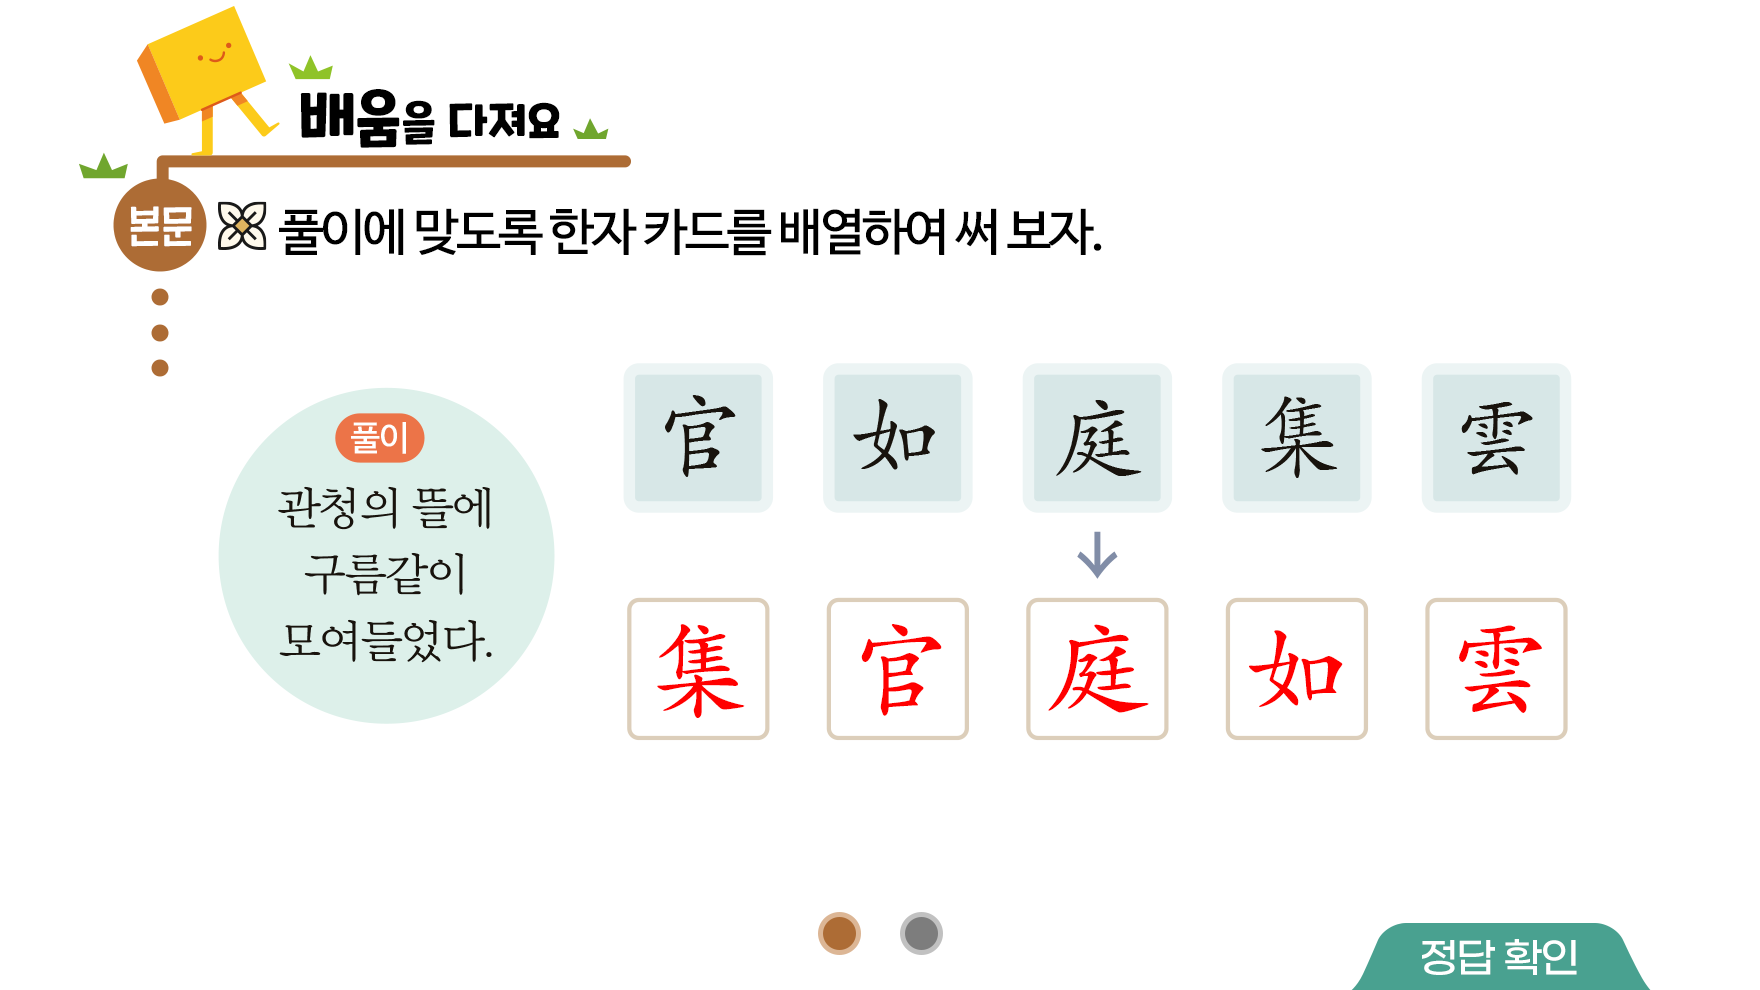 배움을 다져요
본문 풀이에 맞도록 한자 카드를 배열하여 써 보자.
풀이
관청의 뜰에
구름같이
모여들었다.
官 如 庭 集 雲
↓
集 官 庭 如 雲
정답 확인